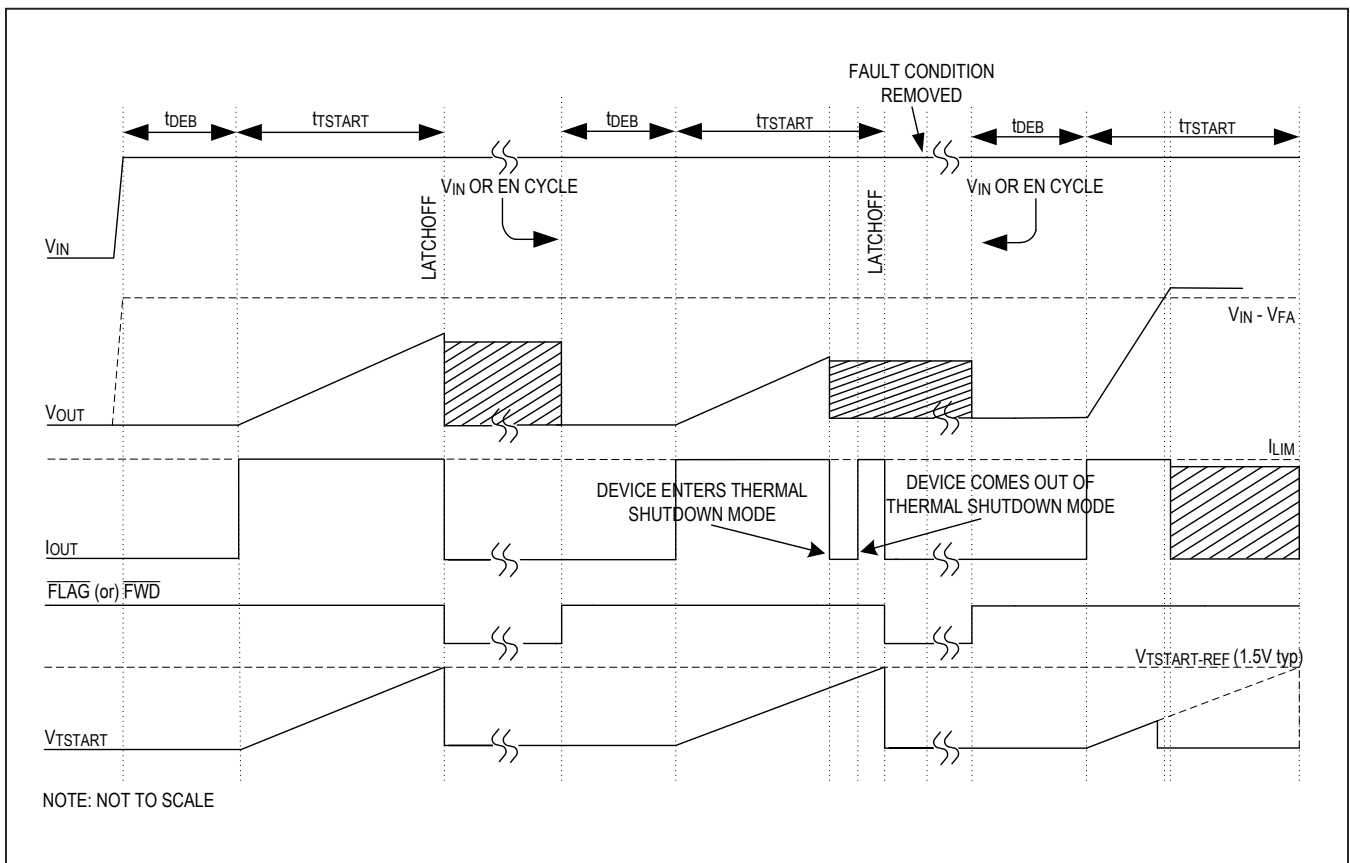 FAULT CONDITION
REMOVED
tDEB
tTSTART
tDEB
tTSTART
tDEB
tTSTART
VIN OR EN CYCLE
VIN OR EN CYCLE
LATCHOFF
LATCHOFF
VIN
VIN - VFA
VOUT
ILIM
DEVICE ENTERS THERMAL
SHUTDOWN MODE
DEVICE COMES OUT OF
THERMAL SHUTDOWN MODE
IOUT
FLAG (or) FWD
VTSTART-REF (1.5V typ)
VTSTART
NOTE: NOT TO SCALE